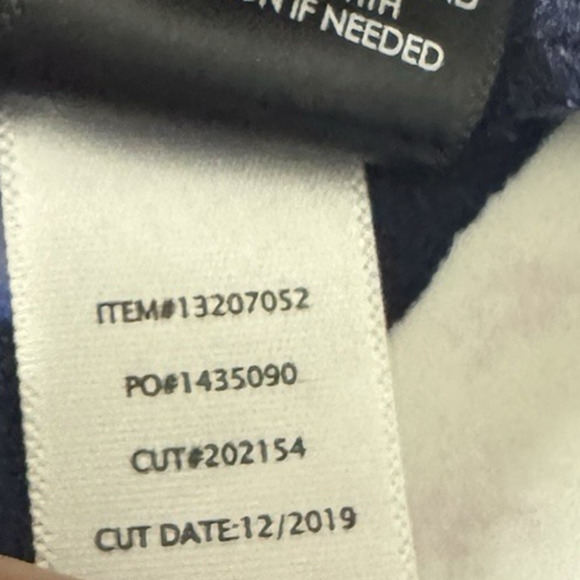 IF NEEDED
ITEM#13207052
PO#1435090
CUT#202154
CUT DATE:12/2019